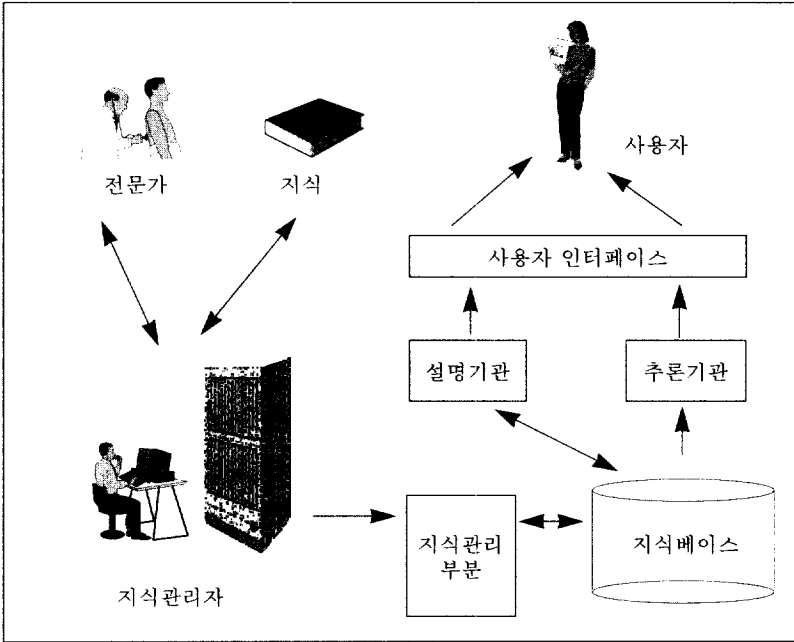 사용자
전문가
지식
사용자 인터페이스
설명기관
추론기관
지식관리
부분
지식베이스
지식관리자